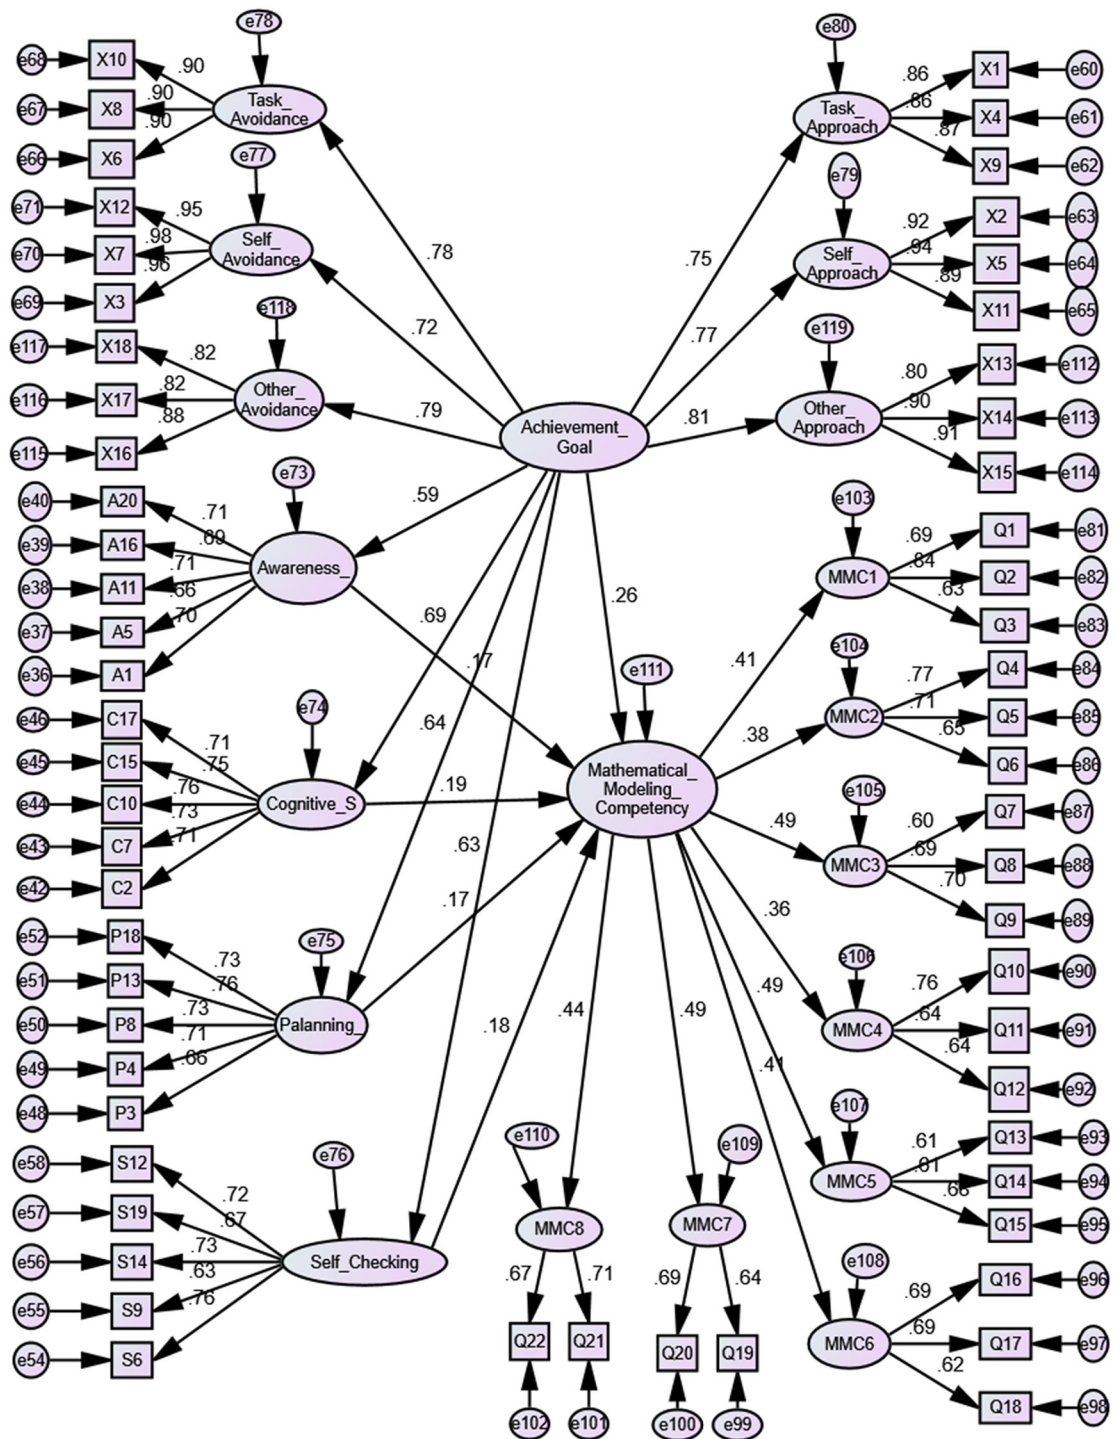 e78
e80
e68
X10
.90
Task_
Avoidance
e67
X8
.90
e66
X6
.90
Task_
Approach
.86
X1
e60
.86
X4
e61
.87
X9
e62
e77
e71
X12
.95
Self_
Avoidance
e70
X7
.98
e69
X3
.96
e79
Self_
Approach
.92
X2
e63
.94
X5
e64
.89
X11
e65
.78
.75
.72
.77
e118
e117
X18
.82
Other_
Avoidance
e116
X17
.82
e115
X16
.88
.79
Achievement_
Goal
.81
e119
Other_
Approach
.80
X13
e112
.90
X14
e113
.91
X15
e114
e73
e40
A20
.71
e39
A16
.69
Awareness_
e38
A11
.71
e37
A5
.66
e36
A1
.70
.59
.69
.17
.64
.26
e103
MMC1
.69
Q1
e81
.84
Q2
e82
.63
Q3
e83
.41
e111
e104
MMC2
.77
Q4
e84
.71
Q5
e85
.65
Q6
e86
.38
e74
e46
C17
.71
e45
C15
.75
e44
C10
.76
Cognitive_S
e43
C7
.73
e42
C2
.71
.19
.63
Mathematical_
Modeling_
Competency
.49
e105
MMC3
.60
Q7
e87
.69
Q8
e88
.70
Q9
e89
.17
.36
e75
e52
P18
.73
e51
P13
.76
e50
P8
.73
Palanning_
e49
P4
.71
e48
P3
.66
.18
.44
.49
.49
.41
e106
MMC4
.76
Q10
e90
.64
Q11
e91
.64
Q12
e92
e107
MMC5
.61
Q13
e93
.61
Q14
e94
Q15
e95
e76
e58
S12
.72
e57
S19
.67
e56
S14
.73
Self_Checking
e55
S9
.63
e54
S6
.76
e110
MMC8
e109
MMC7
.67
.71
.69
.64
Q22
Q21
Q20
Q19
e102
e101
e100
e99
e108
MMC6
.69
Q16
e96
.69
Q17
e97
.62
Q18
e98